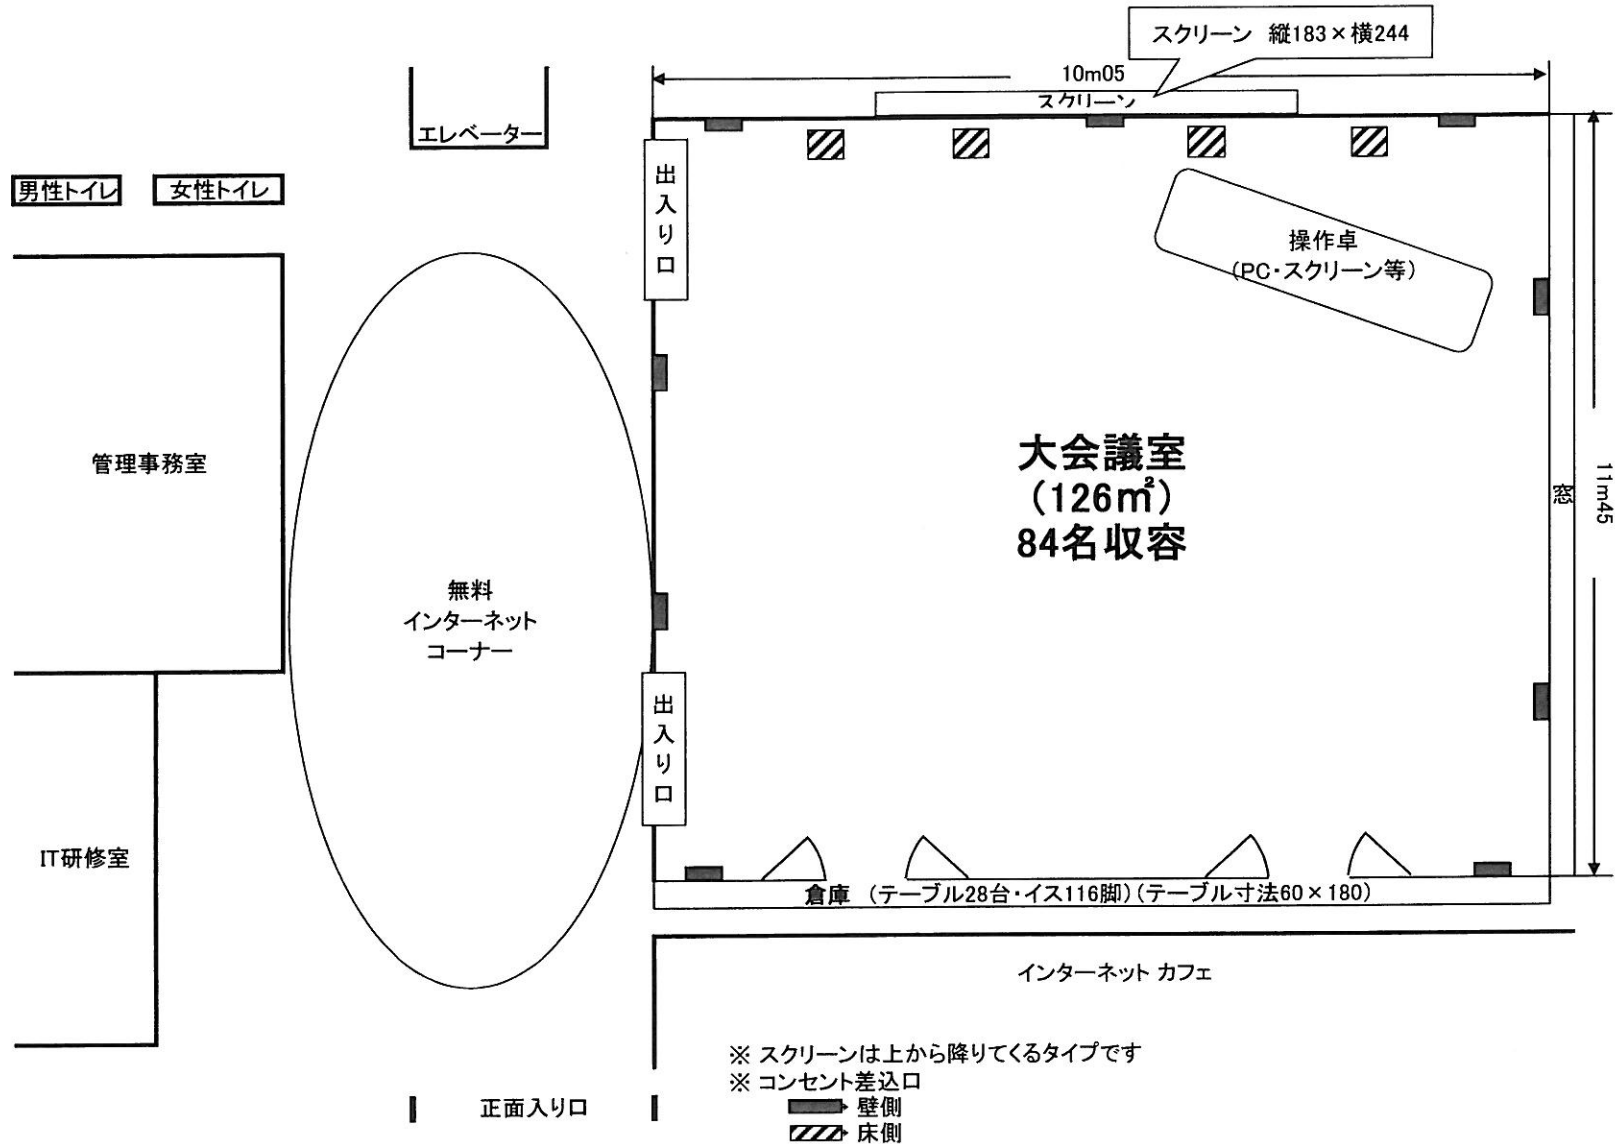 スクリーン 縦183×横244
10m05
スクリーン
エレベーター
男性トイレ
女性トイレ
出入り口
操作卓
(PC・スクリーン等)
管理事務室
大会議室
(126㎡)
84名収容
窓
11m45
無料
インターネット
コーナー
出入り口
IT研修室
倉庫 (テーブル28台・イス116脚)(テーブル寸法60×180)
インターネット カフェ
※ スクリーンは上から降りてくるタイプです
※ コンセント差込口
壁側
床側
正面入り口